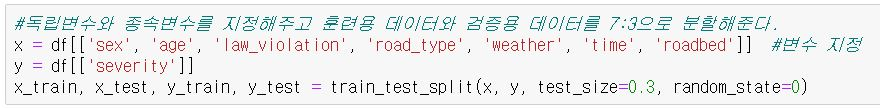 #독립변수와 종속변수를 지정해주고 훈련용 데이터와 검증용 데이터를 7:3으로 분할해준다.
x = df[['sex', 'age', 'law_violation', 'road_type', 'weather', 'time', 'roadbed']]  #변수 지정
y = df[['severity']]
x_train, x_test, y_train, y_test = train_test_split(x, y, test_size=0.3, random_state=0)